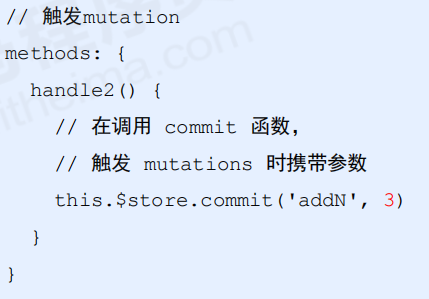 // 触发mutation
methods: {
  handle2() {
    // 在调用 commit 函数，
    // 触发 mutations 时携带参数
    this.$store.commit('addN', 3)
  }
}